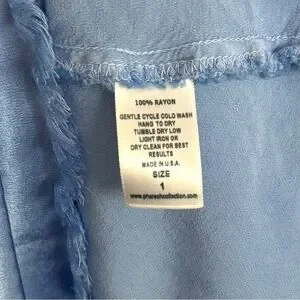 100% RAYON
GENTLE CYCLE COLD WASH
HANG TO DRY
TUMBLE DRY LOW
LIGHT IRON OK
DRY CLEAN FOR BEST
RESULTS
MADE IN U.S.A.
SIZE
1
www.pharaohcollection.com